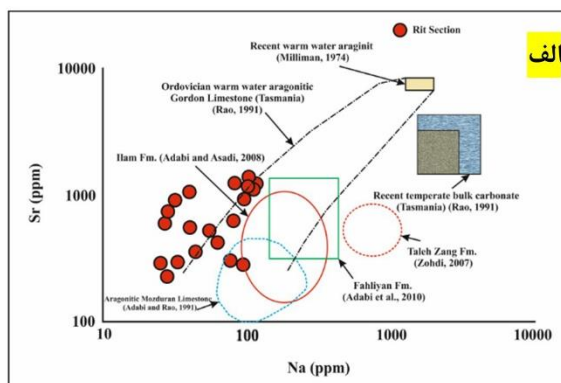 Rit Section
الف
Recent warm water araginit
(Milliman, 1974)
10000
Ordovician warm water aragonitic
Gordon Limestone (Tasmania)
(Rao, 1991)
Ilam Fm. (Adabi and Asadi, 2008)
Sr (ppm)
1000
Recent temperate bulk carbonate
(Tasmania) (Rao, 1991)
Taleh Zang Fm.
(Zohdi, 2007)
Fahliyan Fm.
(Adabi et al., 2010)
Aragonitic Mozduran Limestone
(Adabi and Rao, 1991)
100
10
100
1000
10000
Na (ppm)